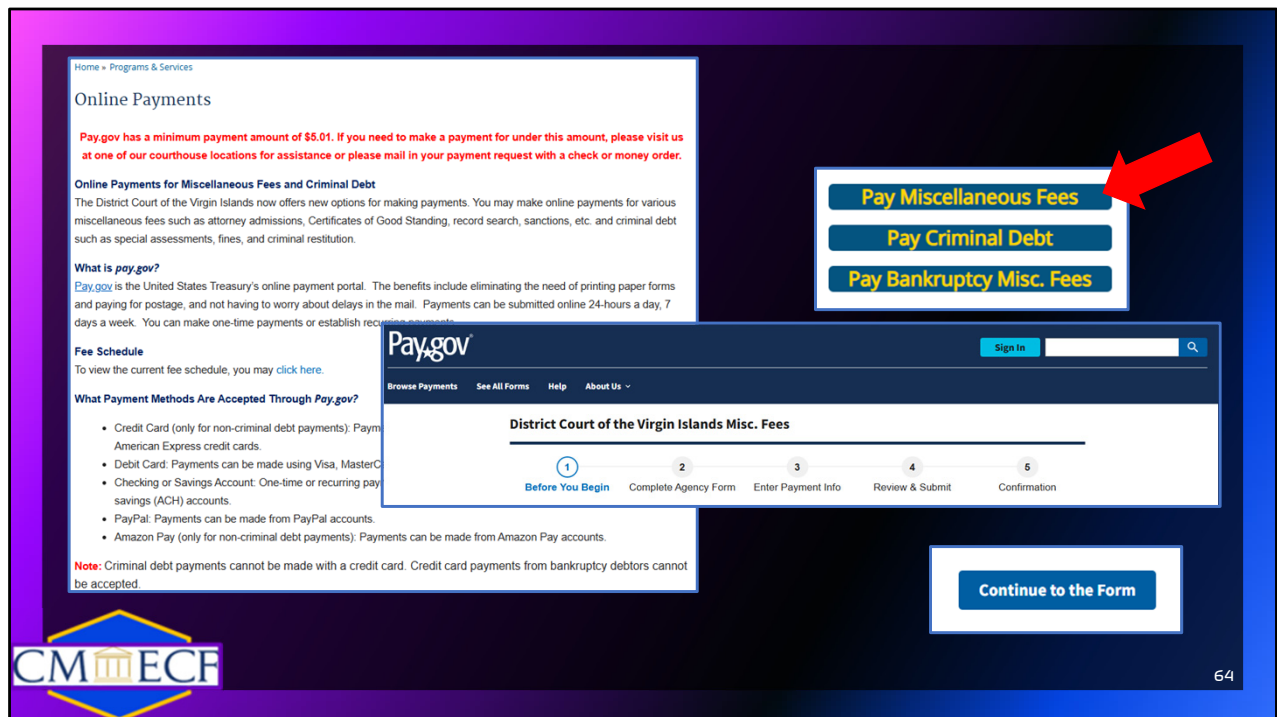 Home » Programs & Services
Online Payments
Pay.gov has a minimum payment amount of $5.01. If you need to make a payment for under this amount, please visit us
at one of our courthouse locations for assistance or please mail in your payment request with a check or money order.
Online Payments for Miscellaneous Fees and Criminal Debt
The District Court of the Virgin Islands now offers new options for making payments. You may make online payments for various
miscellaneous fees such as attorney admissions, Certificates of Good Standing, record search, sanctions, etc. and criminal debt
such as special assessments, fines, and criminal restitution.
What is pay.gov?
Pay.gov is the United States Treasury's online payment portal. The benefits include eliminating the need of printing paper forms
and paying for postage, and not having to worry about delays in the mail. Payments can be submitted online 24-hours a day, 7
days a week. You can make one-time payments or establish recurring payments.
Fee Schedule
To view the current fee schedule, you may click here.
What Payment Methods Are Accepted Through Pay.gov?
• Credit Card (only for non-criminal debt payments): Paym
American Express credit cards.
• Debit Card: Payments can be made using Visa, MasterC
• Checking or Savings Account: One-time or recurring pay
savings (ACH) accounts.
• PayPal: Payments can be made from PayPal accounts.
• Amazon Pay (only for non-criminal debt payments): Payments can be made from Amazon Pay accounts.
Note: Criminal debt payments cannot be made with a credit card. Credit card payments from bankruptcy debtors cannot
be accepted.
Pay Miscellaneous Fees
Pay Criminal Debt
Pay Bankruptcy Misc. Fees
Pay.gov
Sign In
Browse Payments See All Forms Help About Us
District Court of the Virgin Islands Misc. Fees
1 2 3 4 5
Before You Begin Complete Agency Form Enter Payment Info Review & Submit Confirmation
Continue to the Form
CM ECF
64